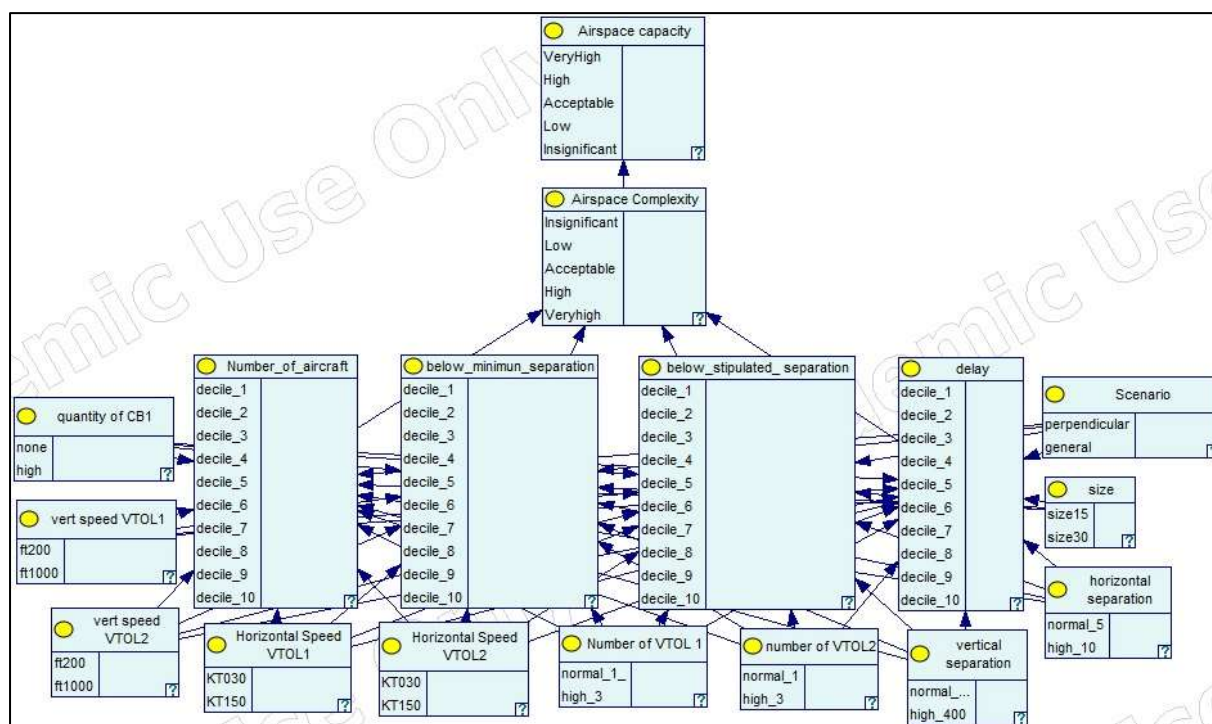 Airspace capacity
VeryHigh
High
Acceptable
Low
Insignificant
?
Airspace Complexity
Insignificant
Low
Acceptable
High
Veryhigh
?
Number_of_aircraft
decile_1
decile_2
decile_3
decile_4
decile_5
decile_6
decile_7
decile_8
decile_9
decile_10
?
below_minimun_separation
decile_1
decile_2
decile_3
decile_4
decile_5
decile_6
decile_7
decile_8
decile_9
decile_10
?
below_stipulated_ separation
decile_1
decile_2
decile_3
decile_4
decile_5
decile_6
decile_7
decile_8
decile_9
decile_10
?
delay
decile_1
decile_2
decile_3
decile_4
decile_5
decile_6
decile_7
decile_8
decile_9
decile_10
?
quantity of CB1
none
high
?
Scenario
perpendicular
general
?
vert speed VTOL1
ft200
ft1000
?
size
size15
size30
?
vert speed
VTOL2
ft200
ft1000
?
Horizontal Speed
VTOL1
KT030
KT150
?
Horizontal Speed
VTOL2
KT030
KT150
?
Number of VTOL 1
normal_1_
high_3
?
number of VTOL2
normal_1
high_3
?
vertical
separation
normal_...
high_400
?
horizontal
separation
normal_5
high_10
?
emic Use Only
demic Use